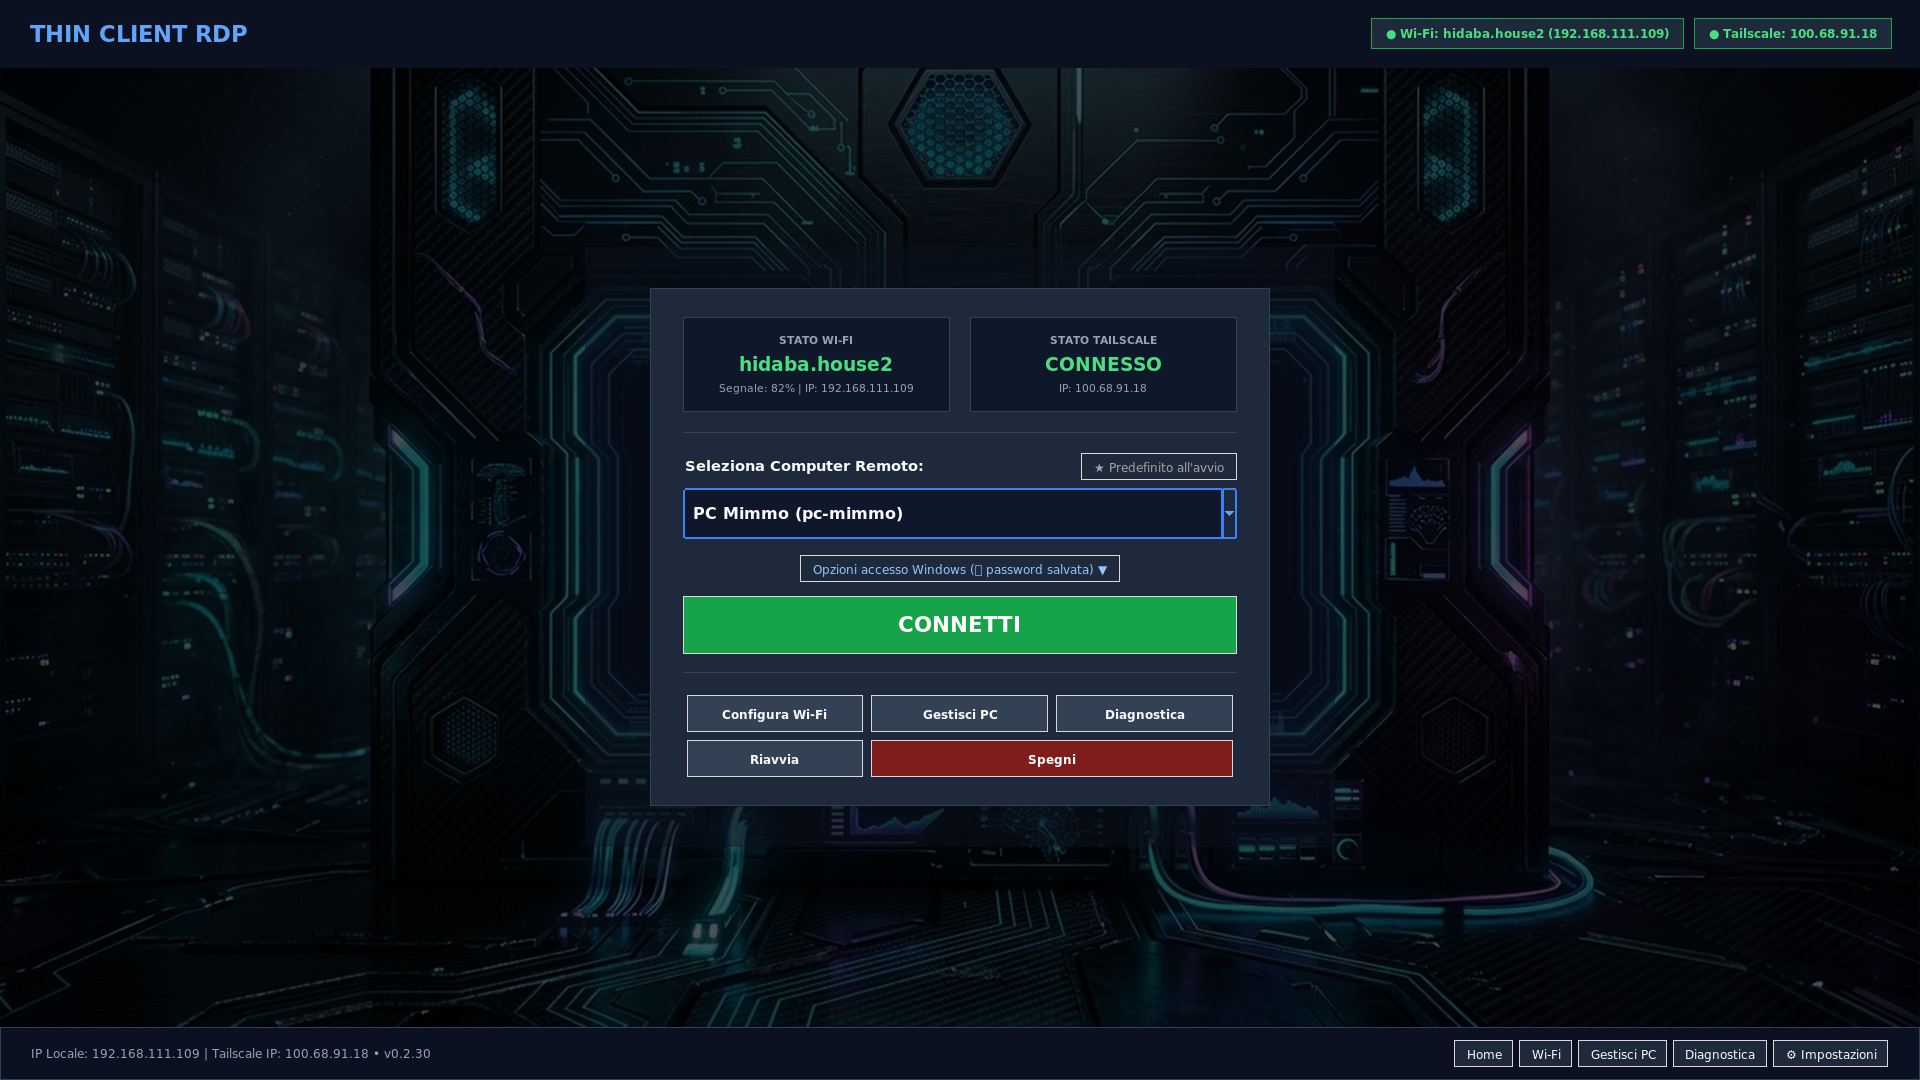 THIN CLIENT RDP
● Wi-Fi: hidaba.house2 (192.168.111.109)
● Tailscale: 100.68.91.18
STATO WI-FI
hidaba.house2
Segnale: 82% | IP: 192.168.111.109
STATO TAILSCALE
CONNESSO
IP: 100.68.91.18
Seleziona Computer Remoto:
★ Predefinito all'avvio
PC Mimmo (pc-mimmo)
Opzioni accesso Windows (▯ password salvata) ▼
CONNETTI
Configura Wi-Fi
Gestisci PC
Diagnostica
Riavvia
Spegni
IP Locale: 192.168.111.109 | Tailscale IP: 100.68.91.18 • v0.2.30
Home
Wi-Fi
Gestisci PC
Diagnostica
⚙ Impostazioni